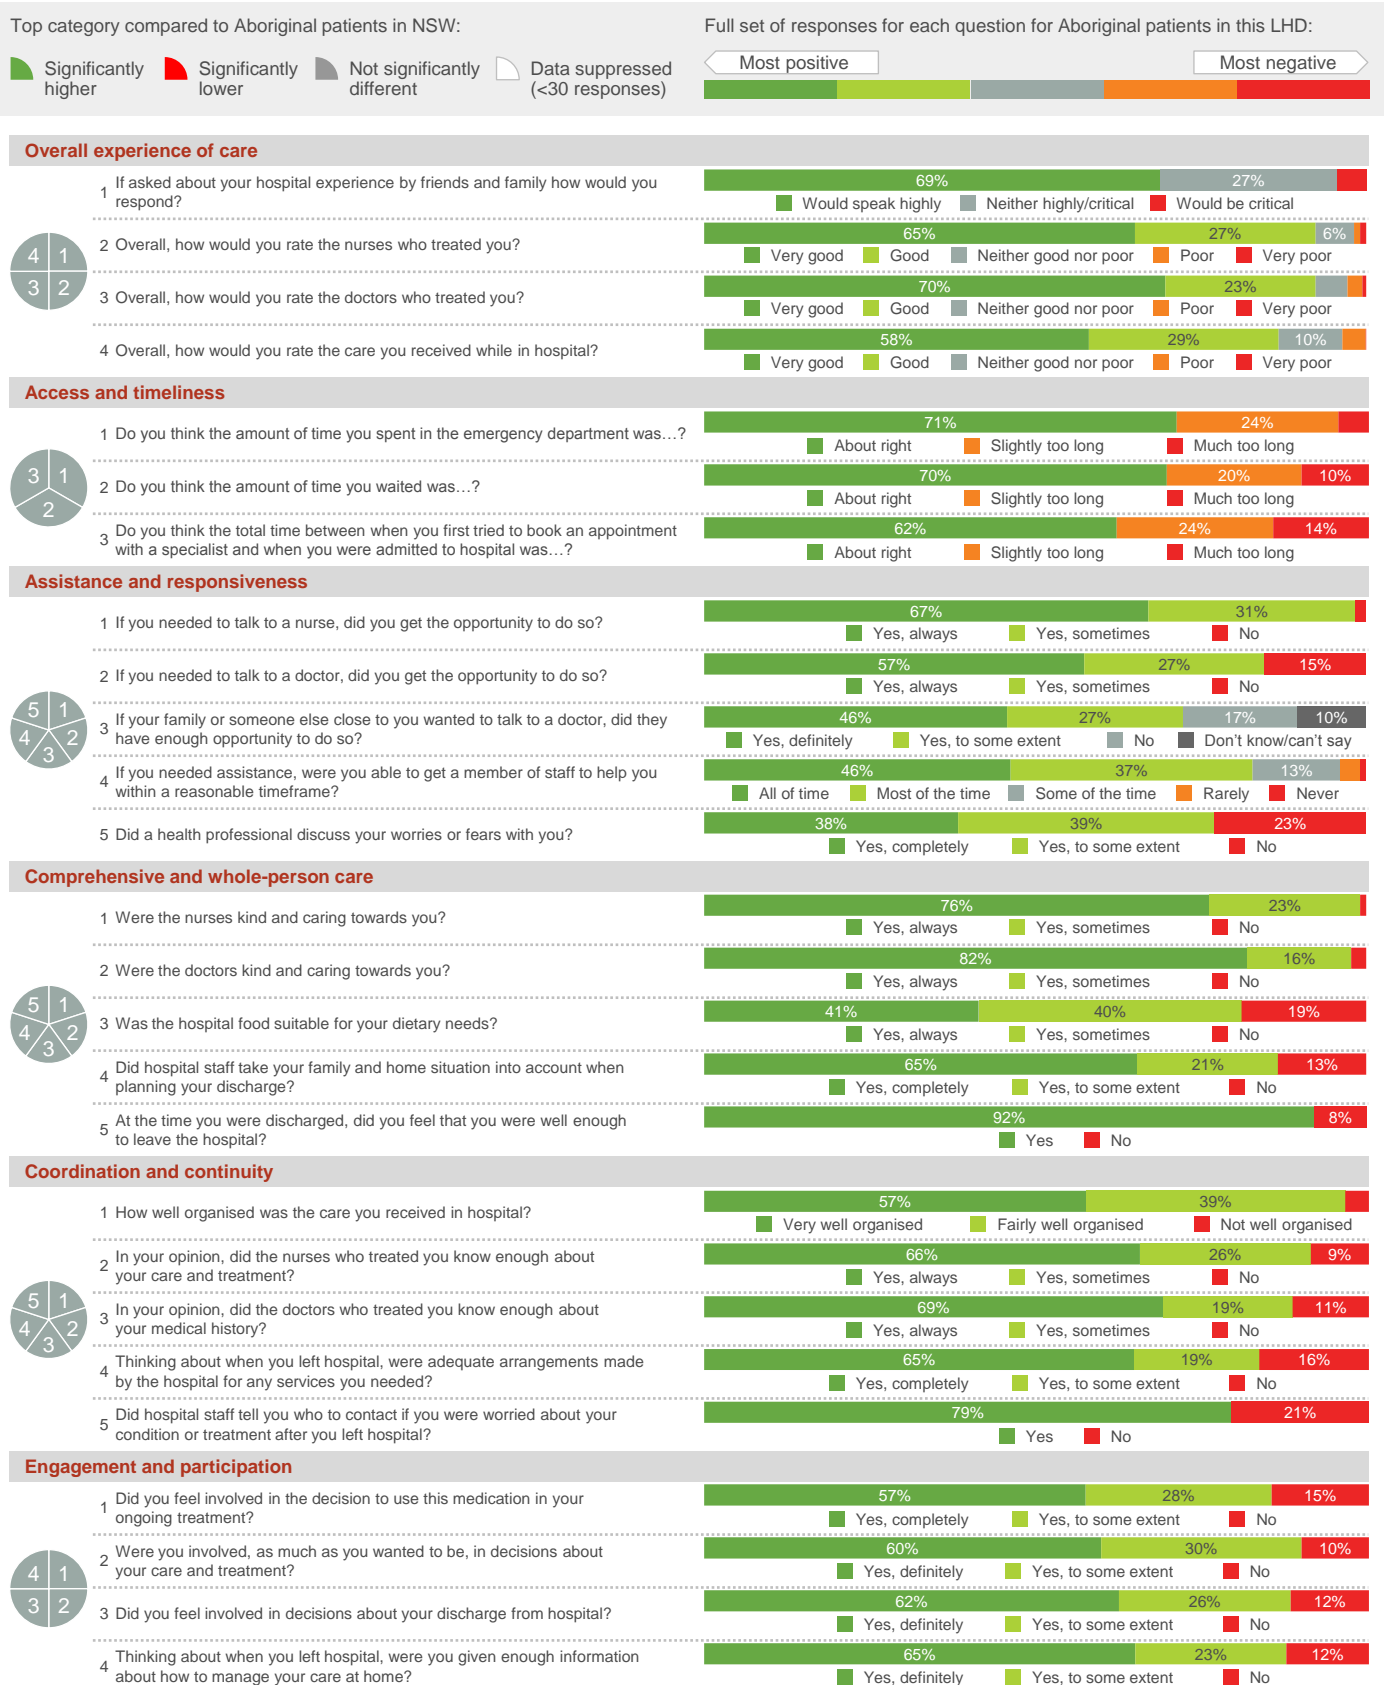 Top category compared to Aboriginal patients in NSW:
Significantly higher
Significantly lower
Not significantly different
Data suppressed (<30 responses)
Full set of responses for each question for Aboriginal patients in this LHD:
Most positive
Most negative
Overall experience of care
4 1
3 2
1 If asked about your hospital experience by friends and family how would you
respond?
69% 27%
Would speak highly Neither highly/critical Would be critical
2 Overall, how would you rate the nurses who treated you?
65% 27% 6%
Very good Good Neither good nor poor Poor Very poor
3 Overall, how would you rate the doctors who treated you?
70% 23%
Very good Good Neither good nor poor Poor Very poor
4 Overall, how would you rate the care you received while in hospital?
58% 29% 10%
Very good Good Neither good nor poor Poor Very poor
Access and timeliness
3 1
2
1 Do you think the amount of time you spent in the emergency department was…?
71% 24%
About right Slightly too long Much too long
2 Do you think the amount of time you waited was…?
70% 20% 10%
About right Slightly too long Much too long
3 Do you think the total time between when you first tried to book an appointment
with a specialist and when you were admitted to hospital was…?
62% 24% 14%
About right Slightly too long Much too long
Assistance and responsiveness
5 1
4 2
3
1 If you needed to talk to a nurse, did you get the opportunity to do so?
67% 31%
Yes, always Yes, sometimes No
2 If you needed to talk to a doctor, did you get the opportunity to do so?
57% 27% 15%
Yes, always Yes, sometimes No
3 If your family or someone else close to you wanted to talk to a doctor, did they
have enough opportunity to do so?
46% 27% 17% 10%
Yes, definitely Yes, to some extent No Don't know/can't say
4 If you needed assistance, were you able to get a member of staff to help you
within a reasonable timeframe?
46% 37% 13%
All of time Most of the time Some of the time Rarely Never
5 Did a health professional discuss your worries or fears with you?
38% 39% 23%
Yes, completely Yes, to some extent No
Comprehensive and whole-person care
5 1
4 2
3
1 Were the nurses kind and caring towards you?
76% 23%
Yes, always Yes, sometimes No
2 Were the doctors kind and caring towards you?
82% 16%
Yes, always Yes, sometimes No
3 Was the hospital food suitable for your dietary needs?
41% 40% 19%
Yes, always Yes, sometimes No
4 Did hospital staff take your family and home situation into account when
planning your discharge?
65% 21% 13%
Yes, completely Yes, to some extent No
5 At the time you were discharged, did you feel that you were well enough
to leave the hospital?
92% 8%
Yes No
Coordination and continuity
5 1
4 2
3
1 How well organised was the care you received in hospital?
57% 39%
Very well organised Fairly well organised Not well organised
2 In your opinion, did the nurses who treated you know enough about
your care and treatment?
66% 26% 9%
Yes, always Yes, sometimes No
3 In your opinion, did the doctors who treated you know enough about
your medical history?
69% 19% 11%
Yes, always Yes, sometimes No
4 Thinking about when you left hospital, were adequate arrangements made
by the hospital for any services you needed?
65% 19% 16%
Yes, completely Yes, to some extent No
5 Did hospital staff tell you who to contact if you were worried about your
condition or treatment after you left hospital?
79% 21%
Yes No
Engagement and participation
4 1
3 2
1 Did you feel involved in the decision to use this medication in your
ongoing treatment?
57% 28% 15%
Yes, completely Yes, to some extent No
2 Were you involved, as much as you wanted to be, in decisions about
your care and treatment?
60% 30% 10%
Yes, definitely Yes, to some extent No
3 Did you feel involved in decisions about your discharge from hospital?
62% 26% 12%
Yes, definitely Yes, to some extent No
4 Thinking about when you left hospital, were you given enough information
about how to manage your care at home?
65% 23% 12%
Yes, definitely Yes, to some extent No